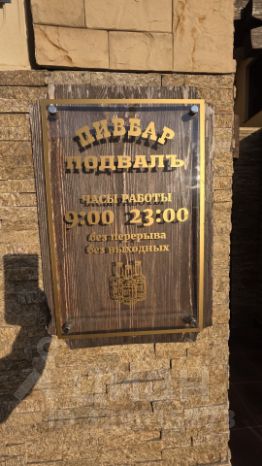 ПИВБАР
ПОДВАЛЪ
ЧАСЫ РАБОТЫ
9:00 23:00
без перерыва
без выходных